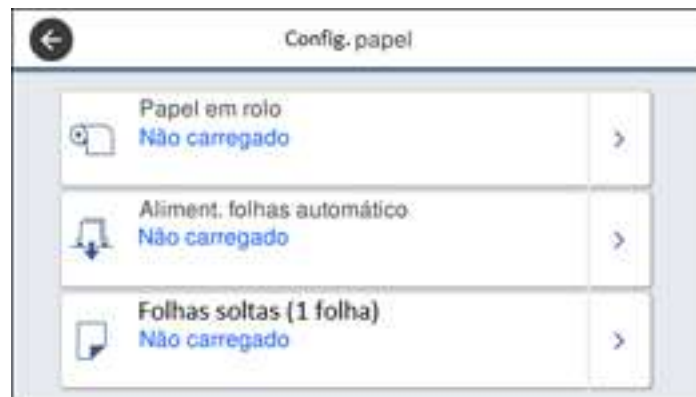 Config. papel
Papel em rolo
Não carregado
Aliment. folhas automático
Não carregado
Folhas soltas (1 folha)
Não carregado